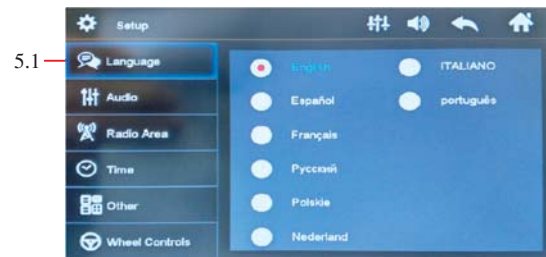 Setup
5.1
Language
Audio
Radio Area
Time
Other
Wheel Controls
English
Español
Français
Русский
Polskie
Nederland
ITALIANO
português